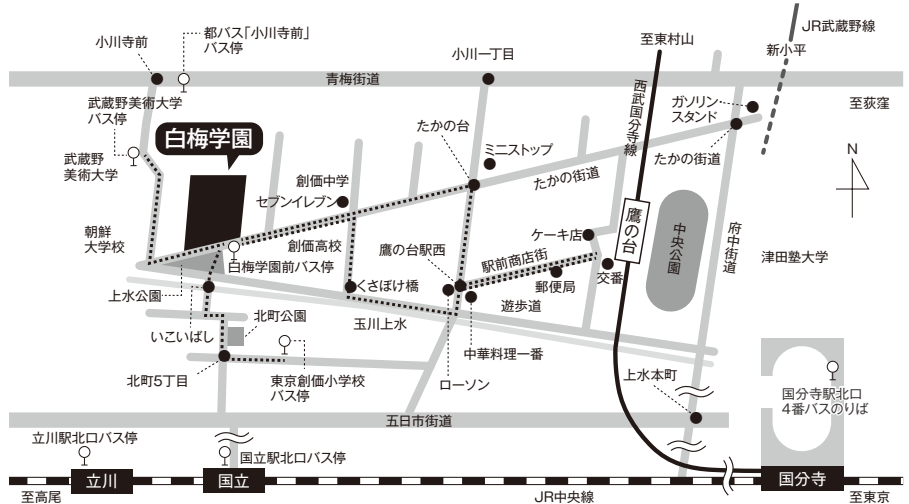 JR武蔵野線
都バス「小川寺前」
バス停
小川寺前
小川一丁目
至東村山
新小平
青梅街道
武蔵野美術大学
バス停
西武国分寺線
ガソリン
スタンド
至荻窪
白梅学園
たかの台
ミニストップ
たかの街道
武蔵野
美術大学
創価中学
セブンイレブン
たかの街道
N
朝鮮
大学校
創価高校
鷹の台駅西
駅前商店街
ケーキ店
鷹の台
中央公園
府中街道
津田塾大学
白梅学園前バス停
上水公園
くさぼけ橋
郵便局
交番
遊歩道
いこいばし
北町公園
玉川上水
中華料理一番
北町5丁目
東京創価小学校
バス停
ローソン
上水本町
国分寺駅北口
4番バスのりば
五日市街道
立川駅北口バス停
国立駅北口バス停
立川
国立
国分寺
至高尾
JR中央線
至東京